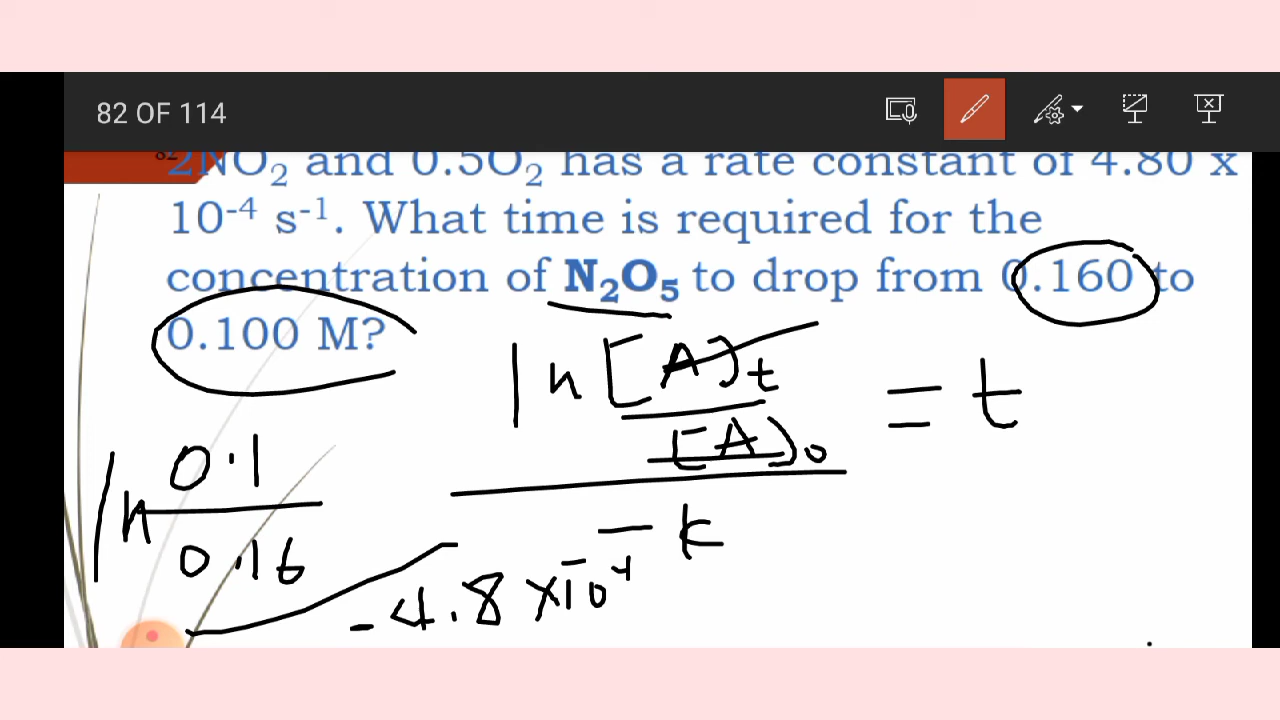 82 OF 114
82
2NO₂ and 0.5O₂ has a rate constant of 4.80 x
10⁻⁴ s⁻¹. What time is required for the
concentration of N₂O₅ to drop from 0.160 to
0.100 M?
ln [A]t
[A]₀
= t
- k
ln 0.1
0.16
- 4.8 × 10⁻⁴